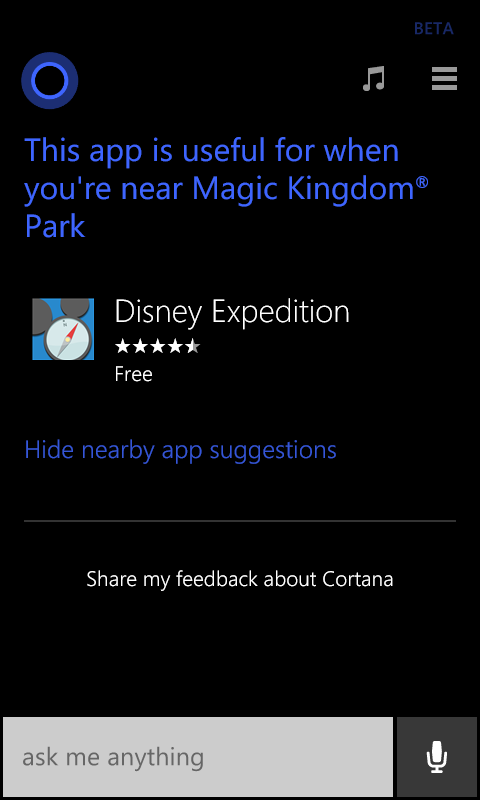 BETA
This app is useful for when
you're near Magic Kingdom®
Park
Disney Expedition
Free
Hide nearby app suggestions
Share my feedback about Cortana
ask me anything